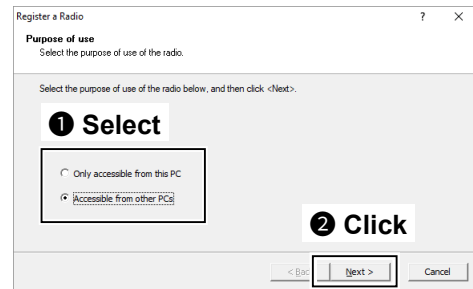 Register a Radio ? ×
Purpose of use
Select the purpose of use of the radio.
Select the purpose of use of the radio below, and then click <Next>.
❶ Select
Only accessible from this PC
Accessible from other PCs
❷ Click
< Bac Next > Cancel